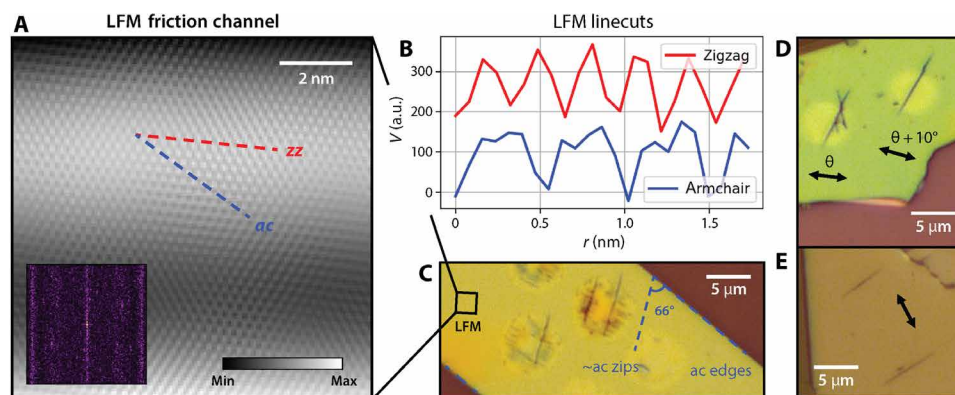 A
LFM friction channel
2 nm
zz
ac
Min
Max
B
LFM linecuts
V (a.u.)
300
200
100
0
Zigzag
Armchair
0
0.5
1.0
1.5
r (nm)
C
LFM
5 μm
66°
~ac zips
ac edges
D
θ
θ + 10°
5 μm
E
5 μm